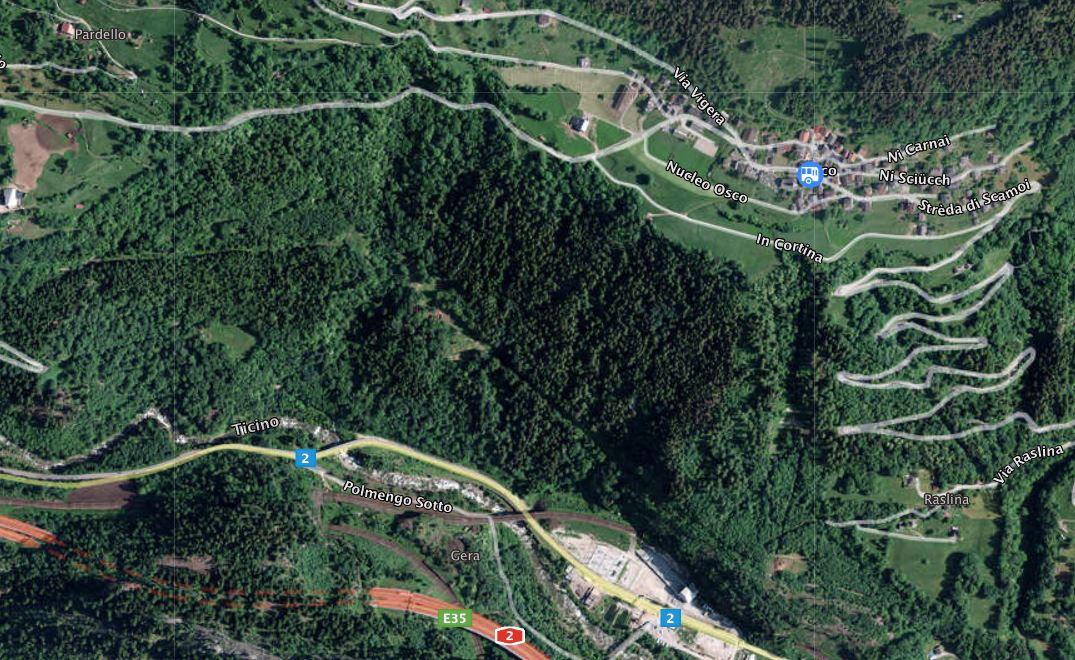 Pardello
Via Vigera
Ni Carnai
co
Ni Sciücch
Nucleo Osco
Strèda di Scamoi
In Cortina
Ticino
2
Via Raslina
Polmengo Sotto
Raslina
Gera
E35
2
2